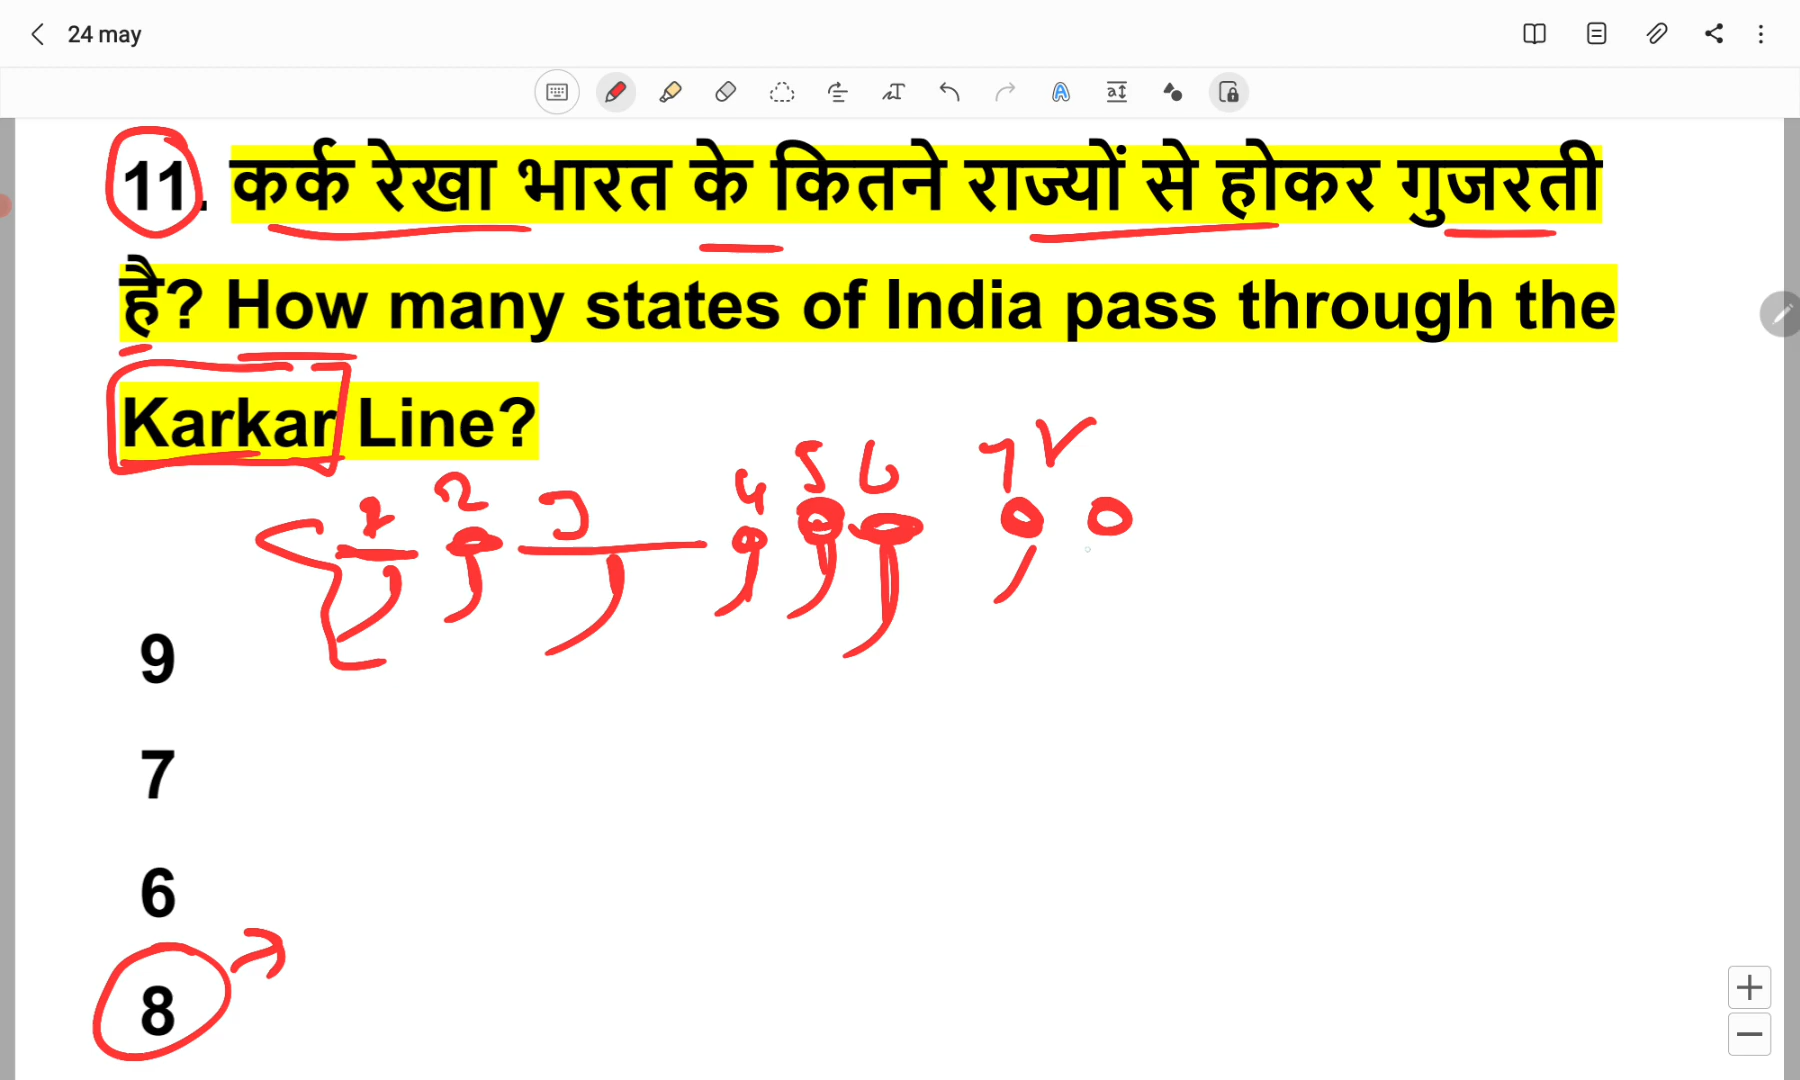 24 may
11. कर्क रेखा भारत के कितने राज्यों से होकर गुजरती
है? How many states of India pass through the
Karkar Line?
1 2 3 4 5 6 7
9
7
6
8